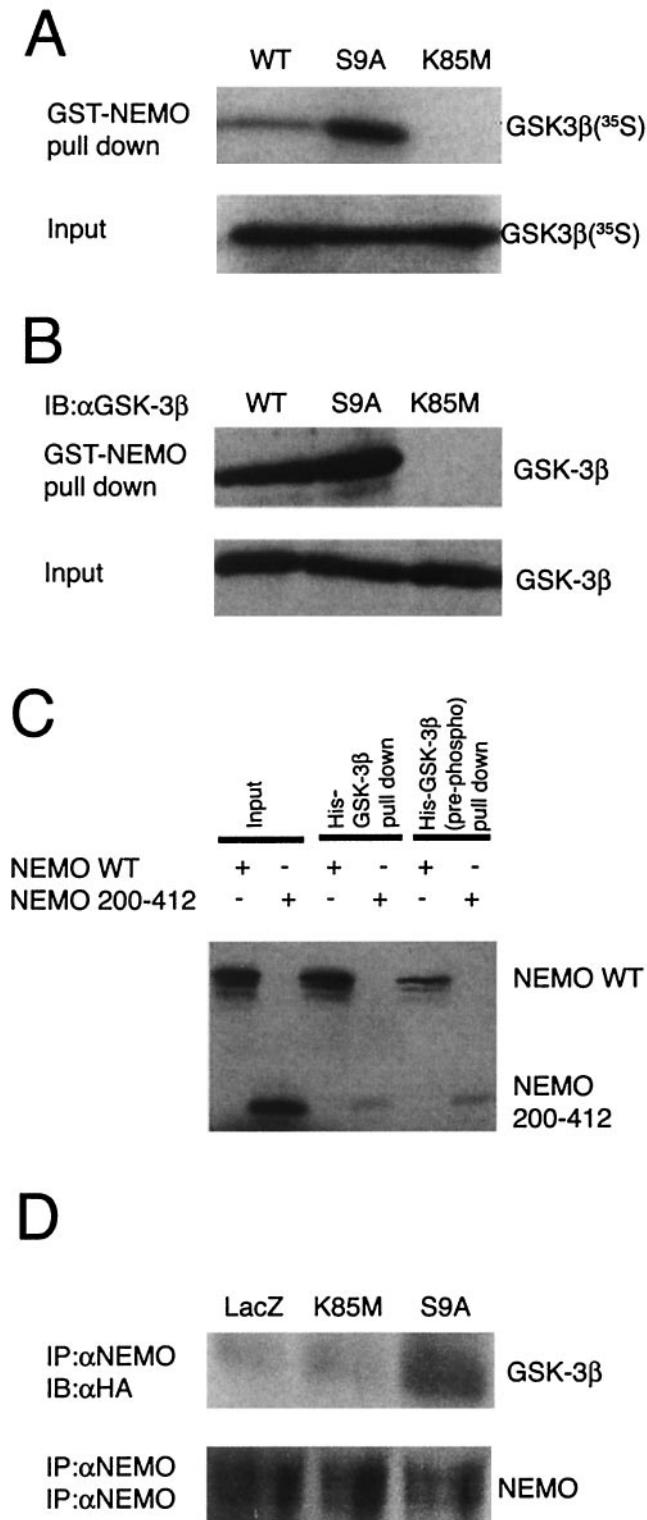 A
WT S9A K85M
GST-NEMO
pull down
GSK3β(³⁵S)
Input
GSK3β(³⁵S)
B
IB:αGSK-3β WT S9A K85M
GST-NEMO
pull down
GSK-3β
Input
GSK-3β
C
Input
His-
GSK-3β
pull down
His-GSK-3β
(pre-phospho)
pull down
NEMO WT + - + - + -
NEMO 200-412 - + - + - +
NEMO WT
NEMO
200-412
D
LacZ K85M S9A
IP:αNEMO
IB:αHA
GSK-3β
IP:αNEMO
IP:αNEMO
NEMO